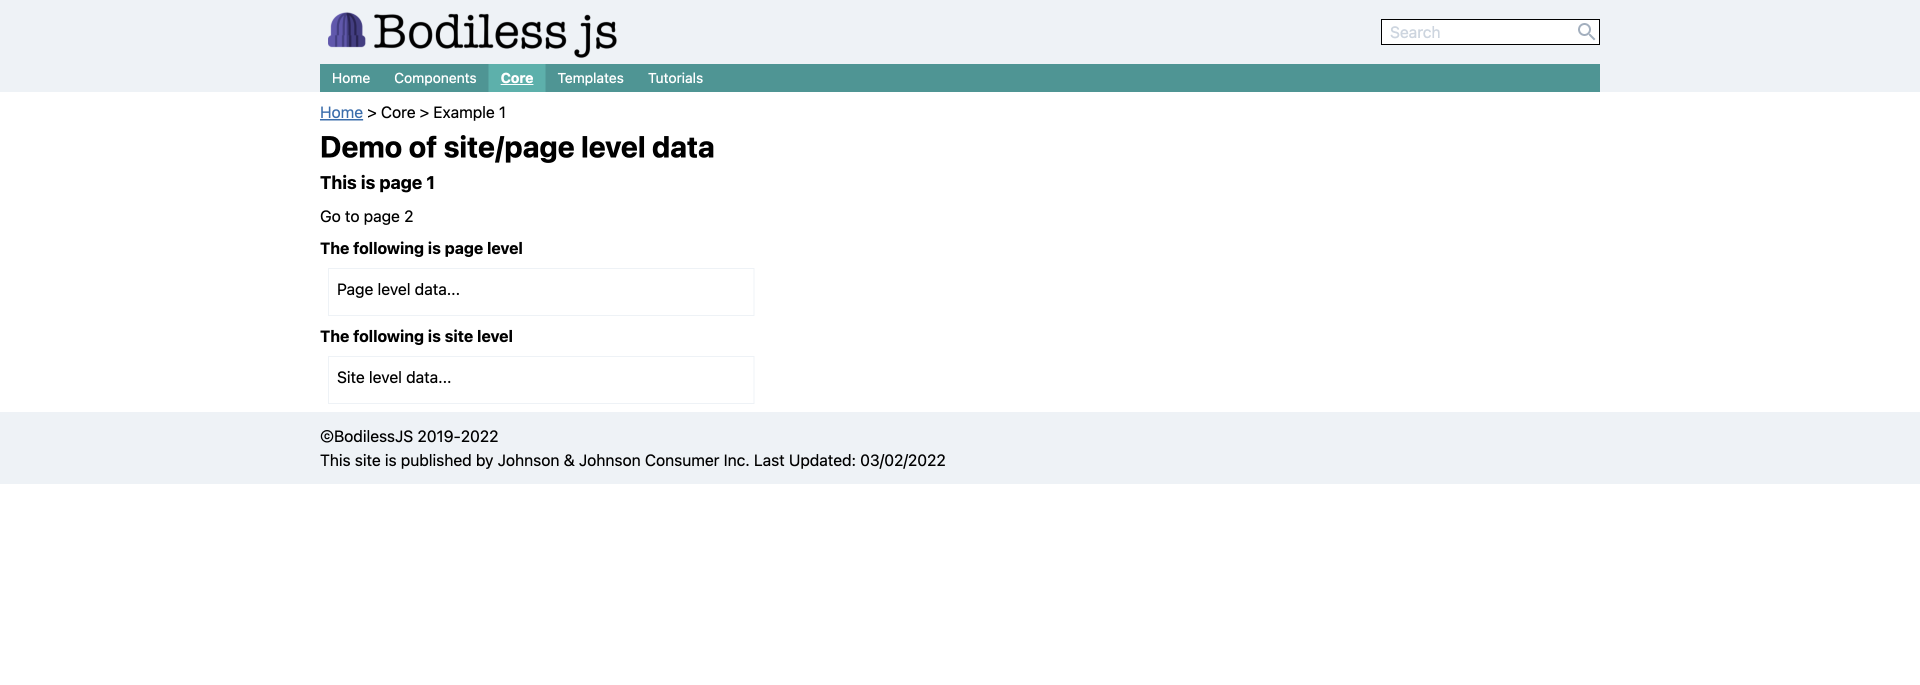 Bodiless js
Search
Home Components Core Templates Tutorials
Home > Core > Example 1
Demo of site/page level data
This is page 1
Go to page 2
The following is page level
Page level data...
The following is site level
Site level data...
©BodilessJS 2019-2022
This site is published by Johnson & Johnson Consumer Inc. Last Updated: 03/02/2022